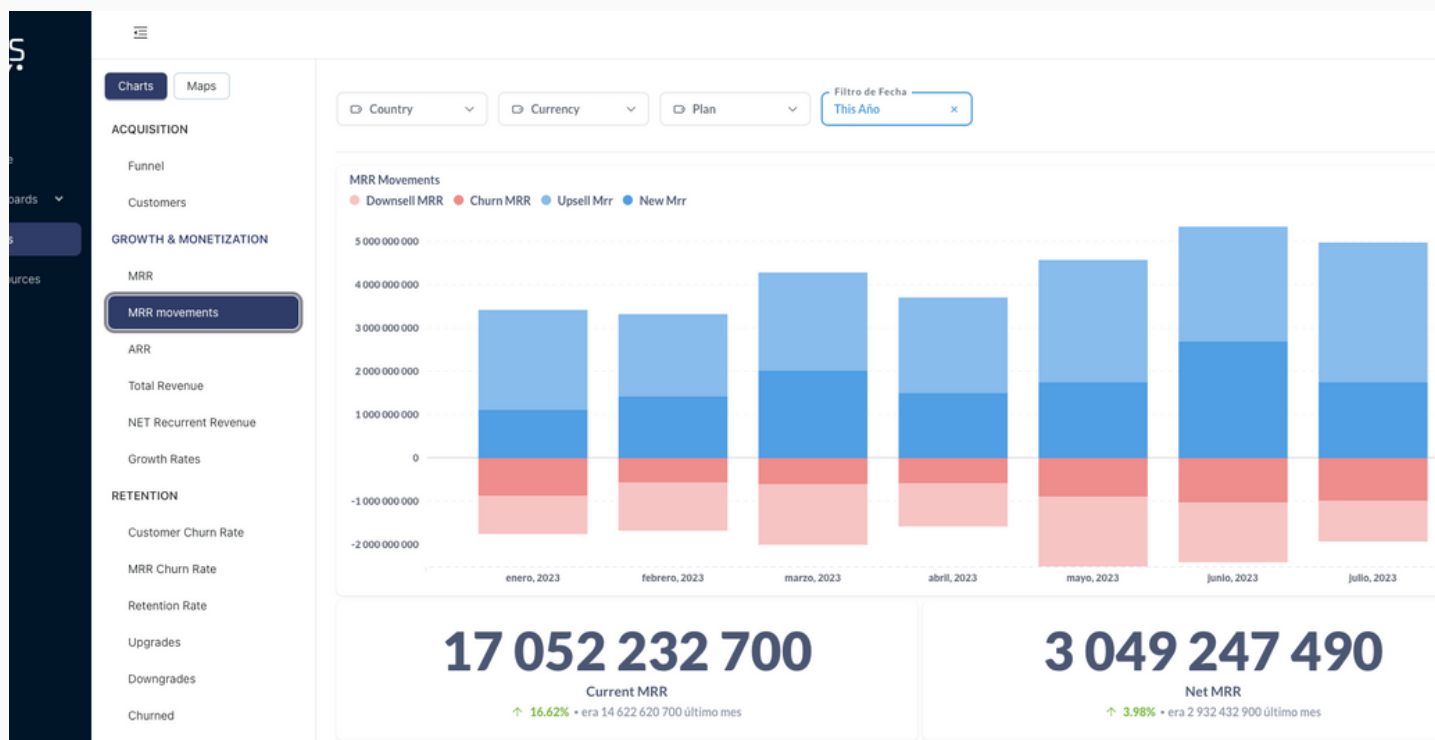 Charts Maps
ACQUISITION
Funnel
Customers
GROWTH & MONETIZATION
MRR
MRR movements
ARR
Total Revenue
NET Recurrent Revenue
Growth Rates
RETENTION
Customer Churn Rate
MRR Churn Rate
Retention Rate
Upgrades
Downgrades
Churned
Country Currency Plan
Filtro de Fecha
This Año ×
MRR Movements
Downsell MRR Churn MRR Upsell Mrr New Mrr
5 000 000 000
4 000 000 000
3 000 000 000
2 000 000 000
1 000 000 000
0
-1 000 000 000
-2 000 000 000
enero, 2023 febrero, 2023 marzo, 2023 abril, 2023 mayo, 2023 junio, 2023 julio, 2023
17 052 232 700
Current MRR
↑ 16.62% • era 14 622 620 700 último mes
3 049 247 490
Net MRR
↑ 3.98% • era 2 932 432 900 último mes